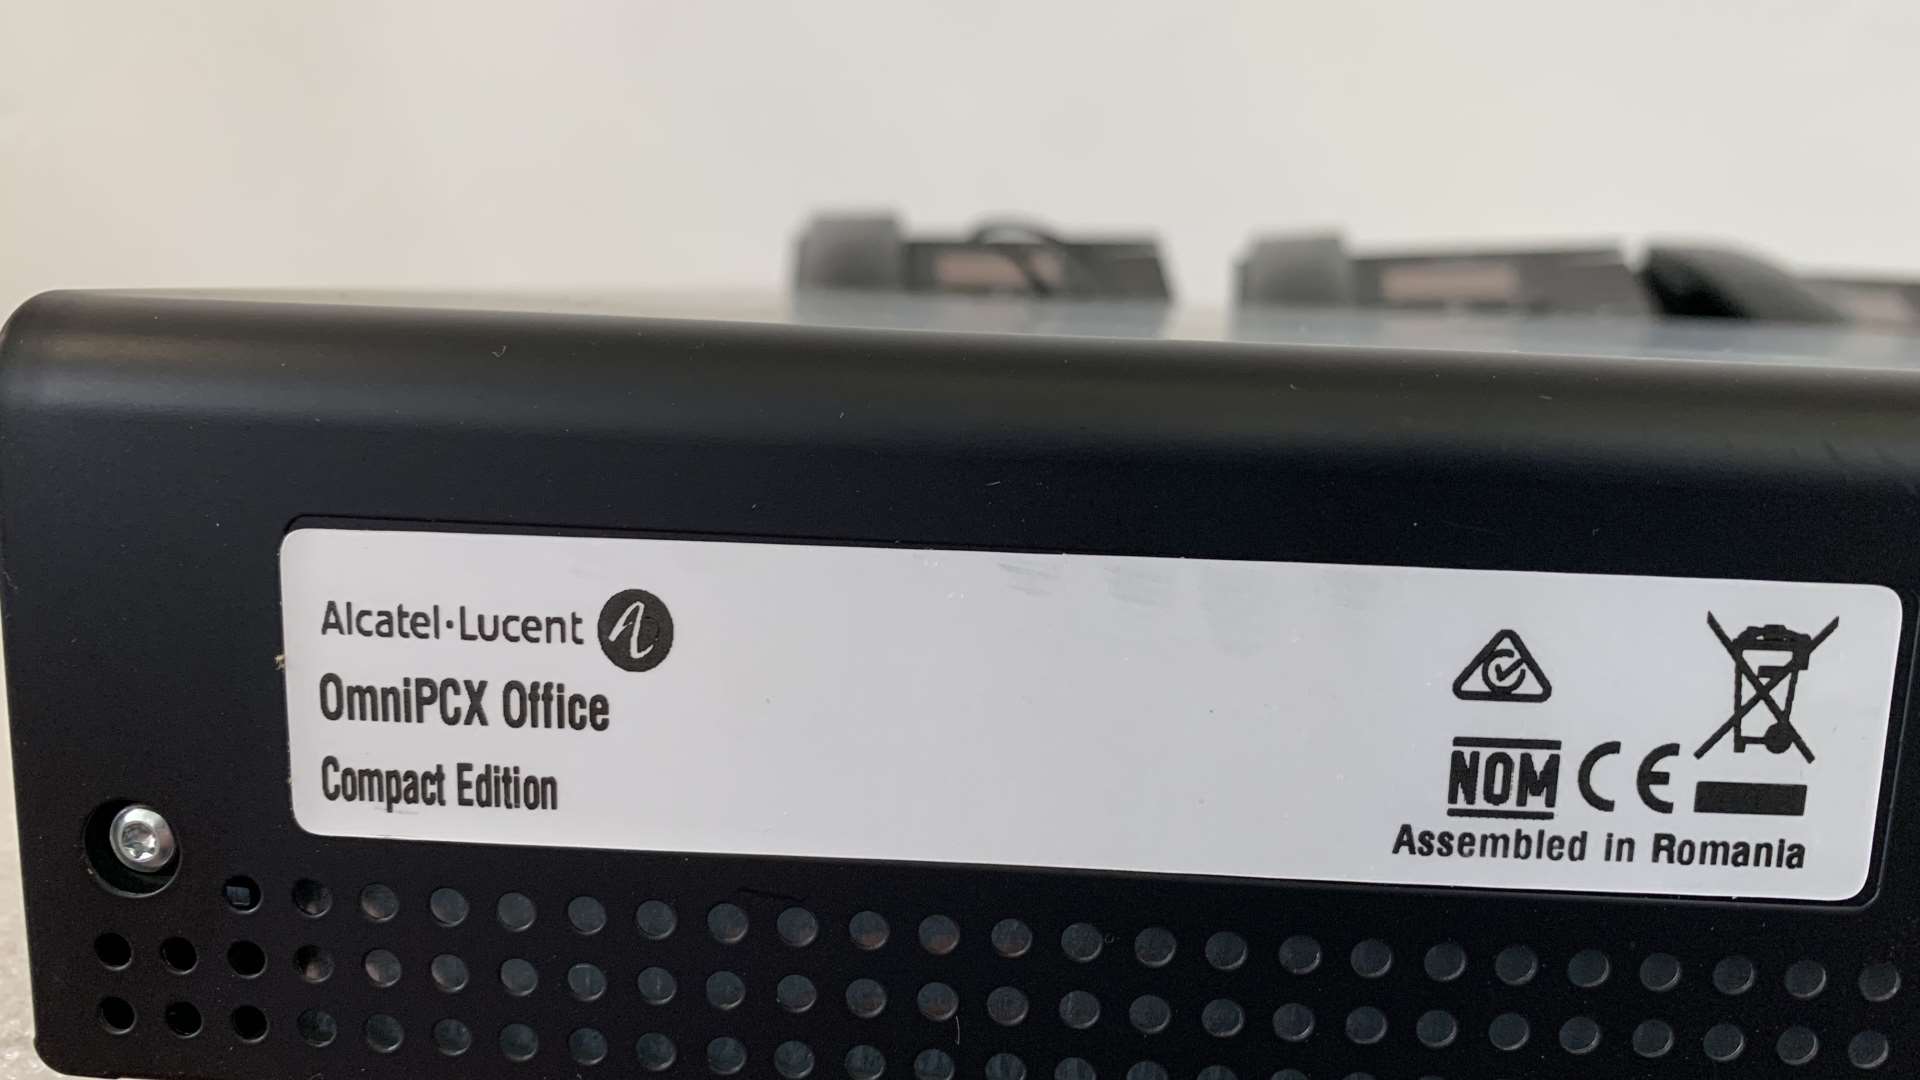 Alcatel·Lucent
OmniPCX Office
Compact Edition
NOM CE
Assembled in Romania